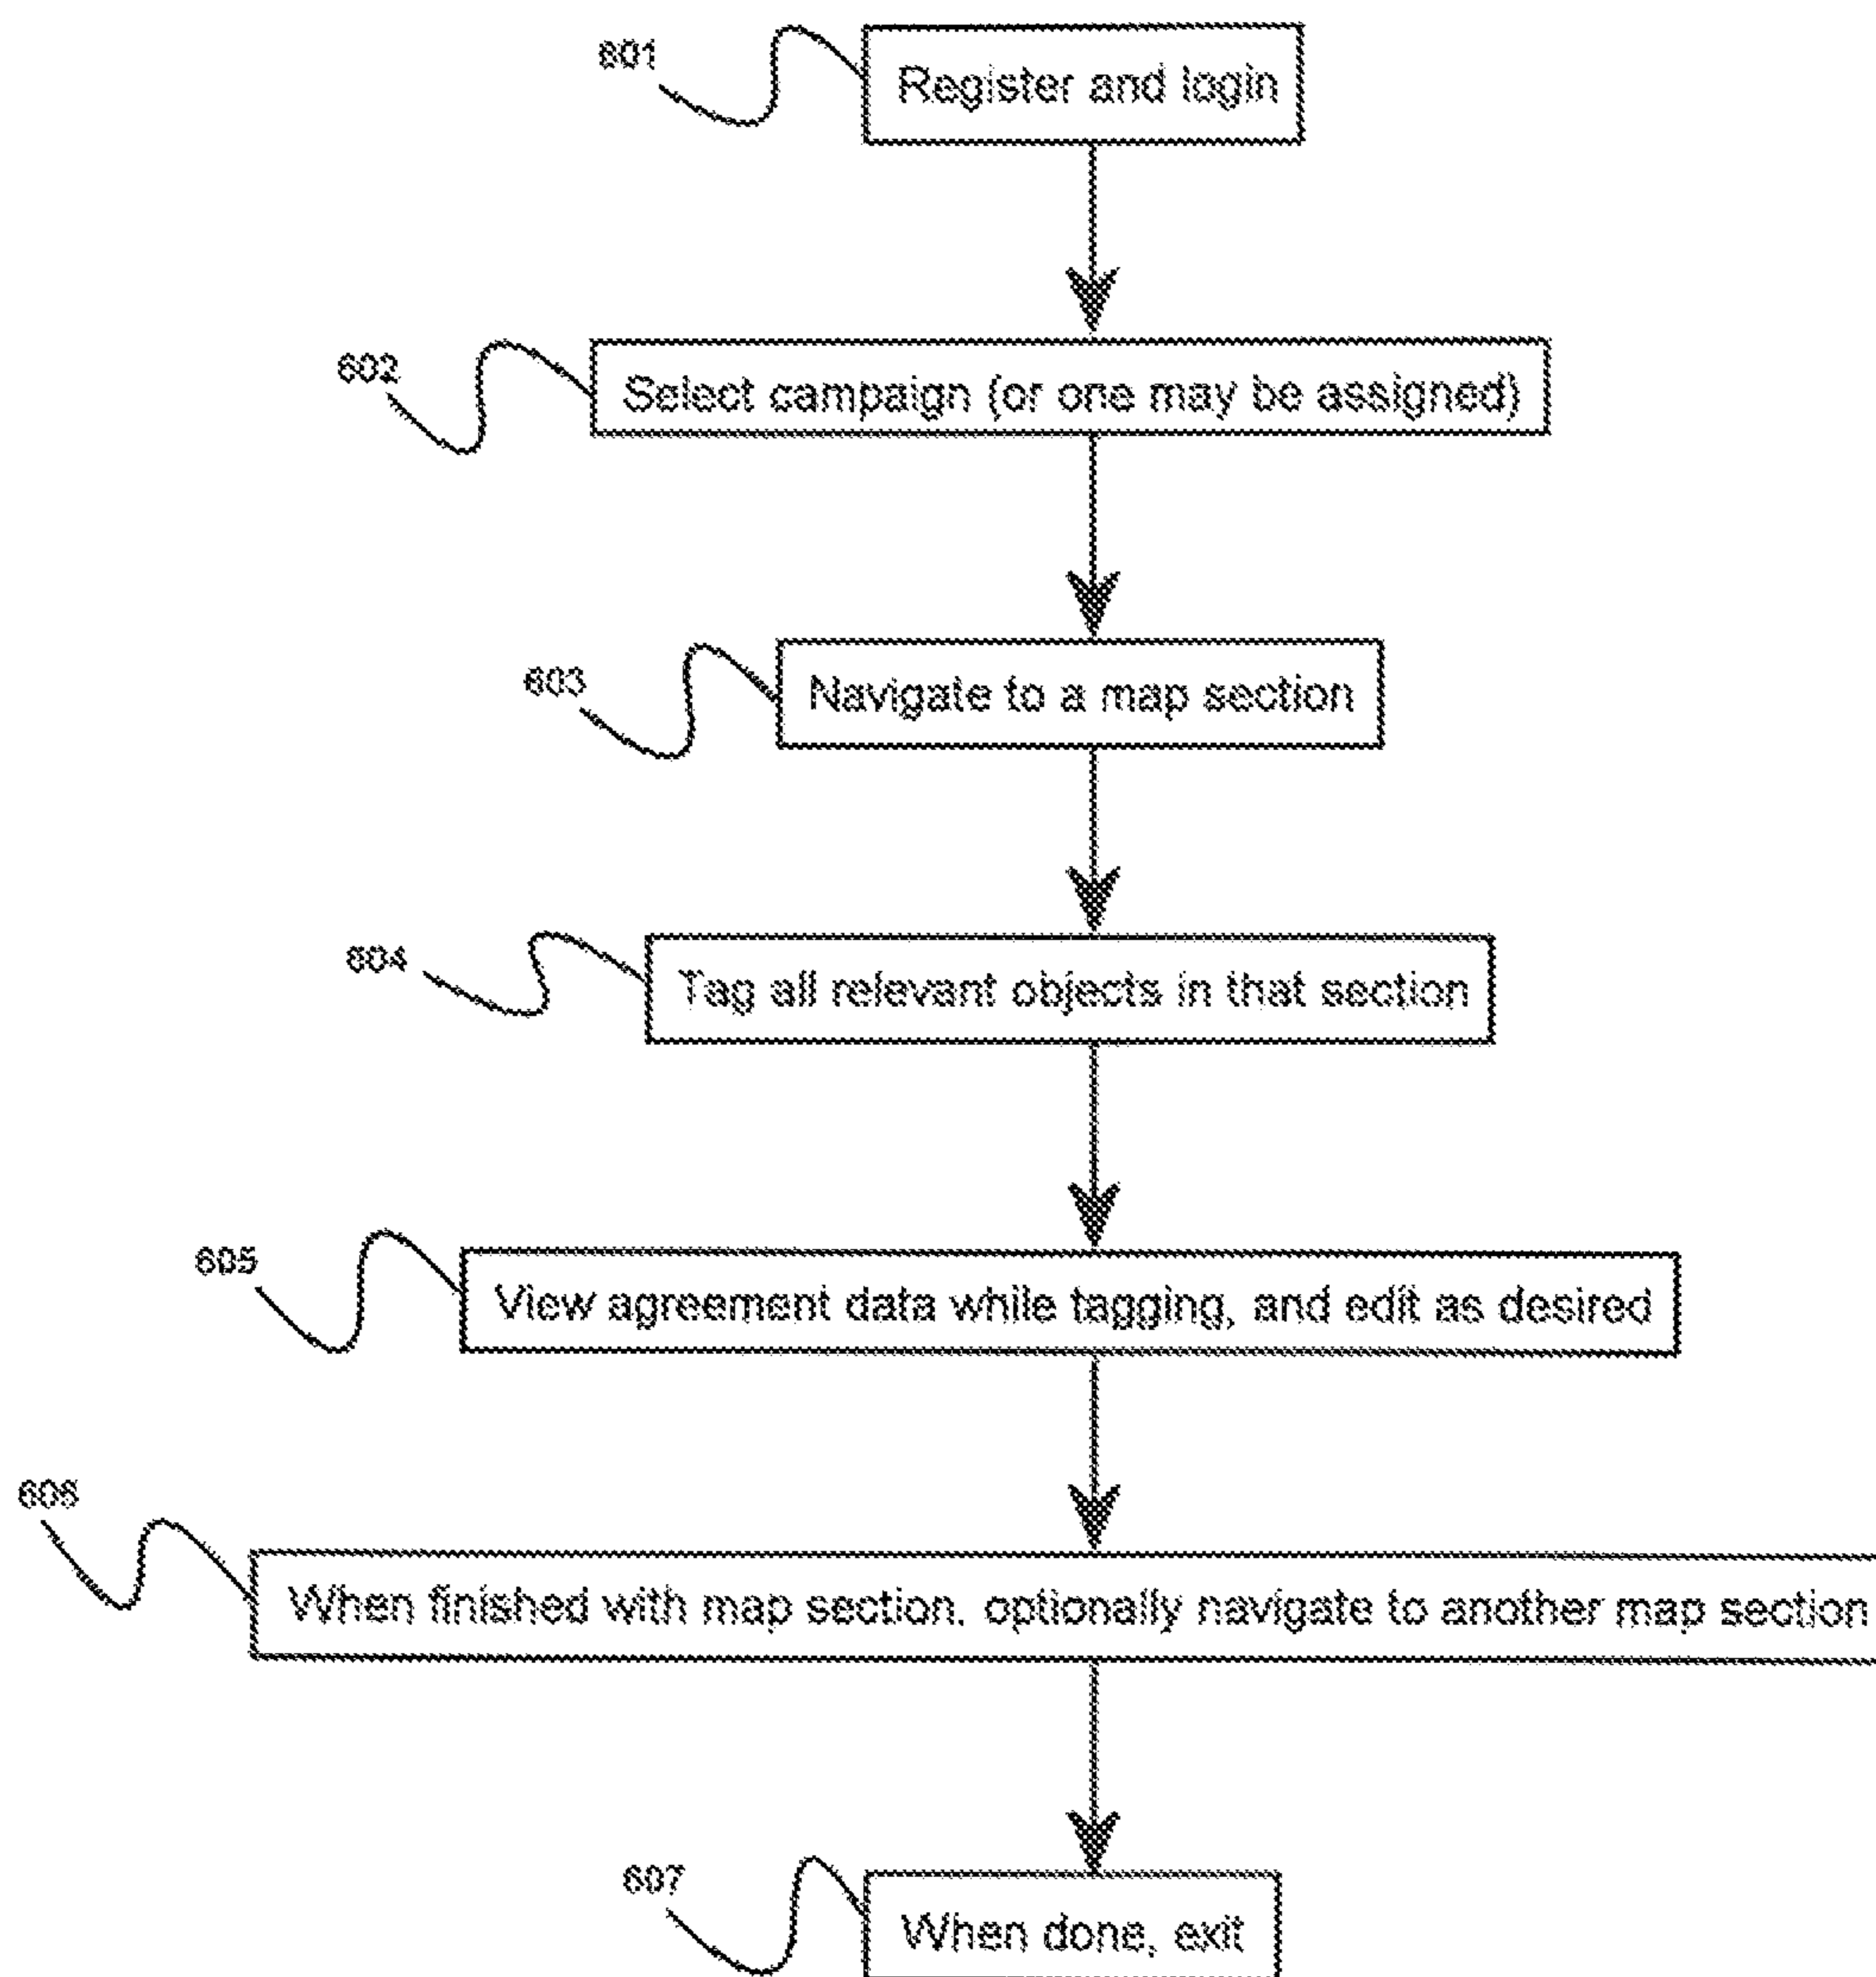 601
Register and login
602
Select campaign (or one may be assigned)
603
Navigate to a map section
604
Tag all relevant objects in that section
605
View agreement data while tagging, and edit as desired
606
When finished with map section, optionally navigate to another map section
607
When done, exit